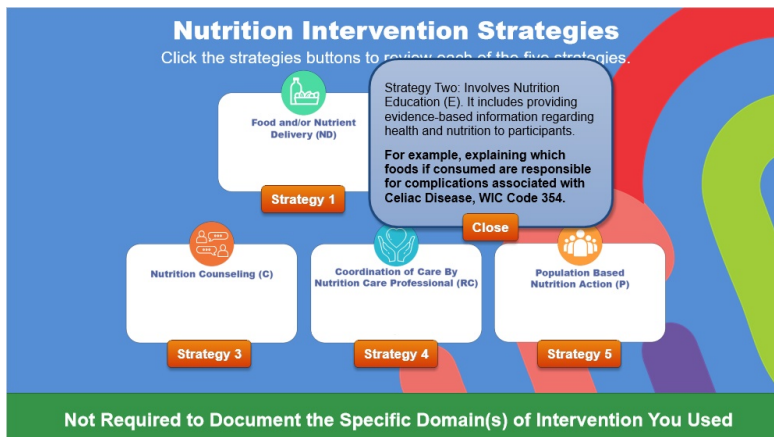 Nutrition Intervention Strategies
Click the strategies buttons to review each of the five strategies.
Food and/or Nutrient
Delivery (ND)
Strategy 1
Strategy Two: Involves Nutrition
Education (E). It includes providing
evidence-based information regarding
health and nutrition to participants.
For example, explaining which
foods if consumed are responsible
for complications associated with
Celiac Disease, WIC Code 354.
Close
Nutrition Counseling (C)
Strategy 3
Coordination of Care By
Nutrition Care Professional (RC)
Strategy 4
Population Based
Nutrition Action (P)
Strategy 5
Not Required to Document the Specific Domain(s) of Intervention You Used